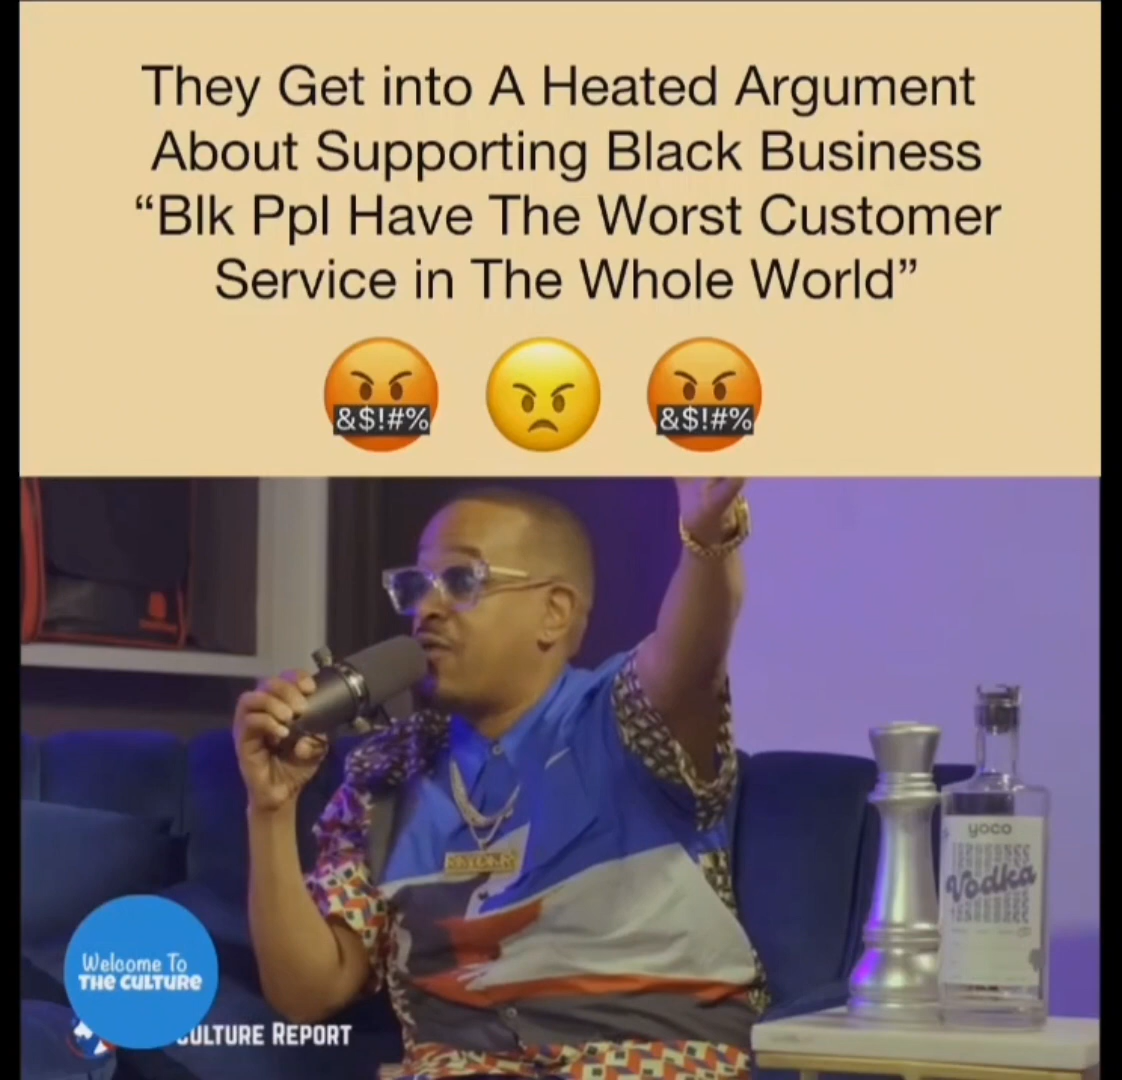 They Get into A Heated Argument
About Supporting Black Business
“Blk Ppl Have The Worst Customer
Service in The Whole World”
&$!#%
&$!#%
yoco
Vodka
Welcome To
THE CULTURE
CULTURE REPORT